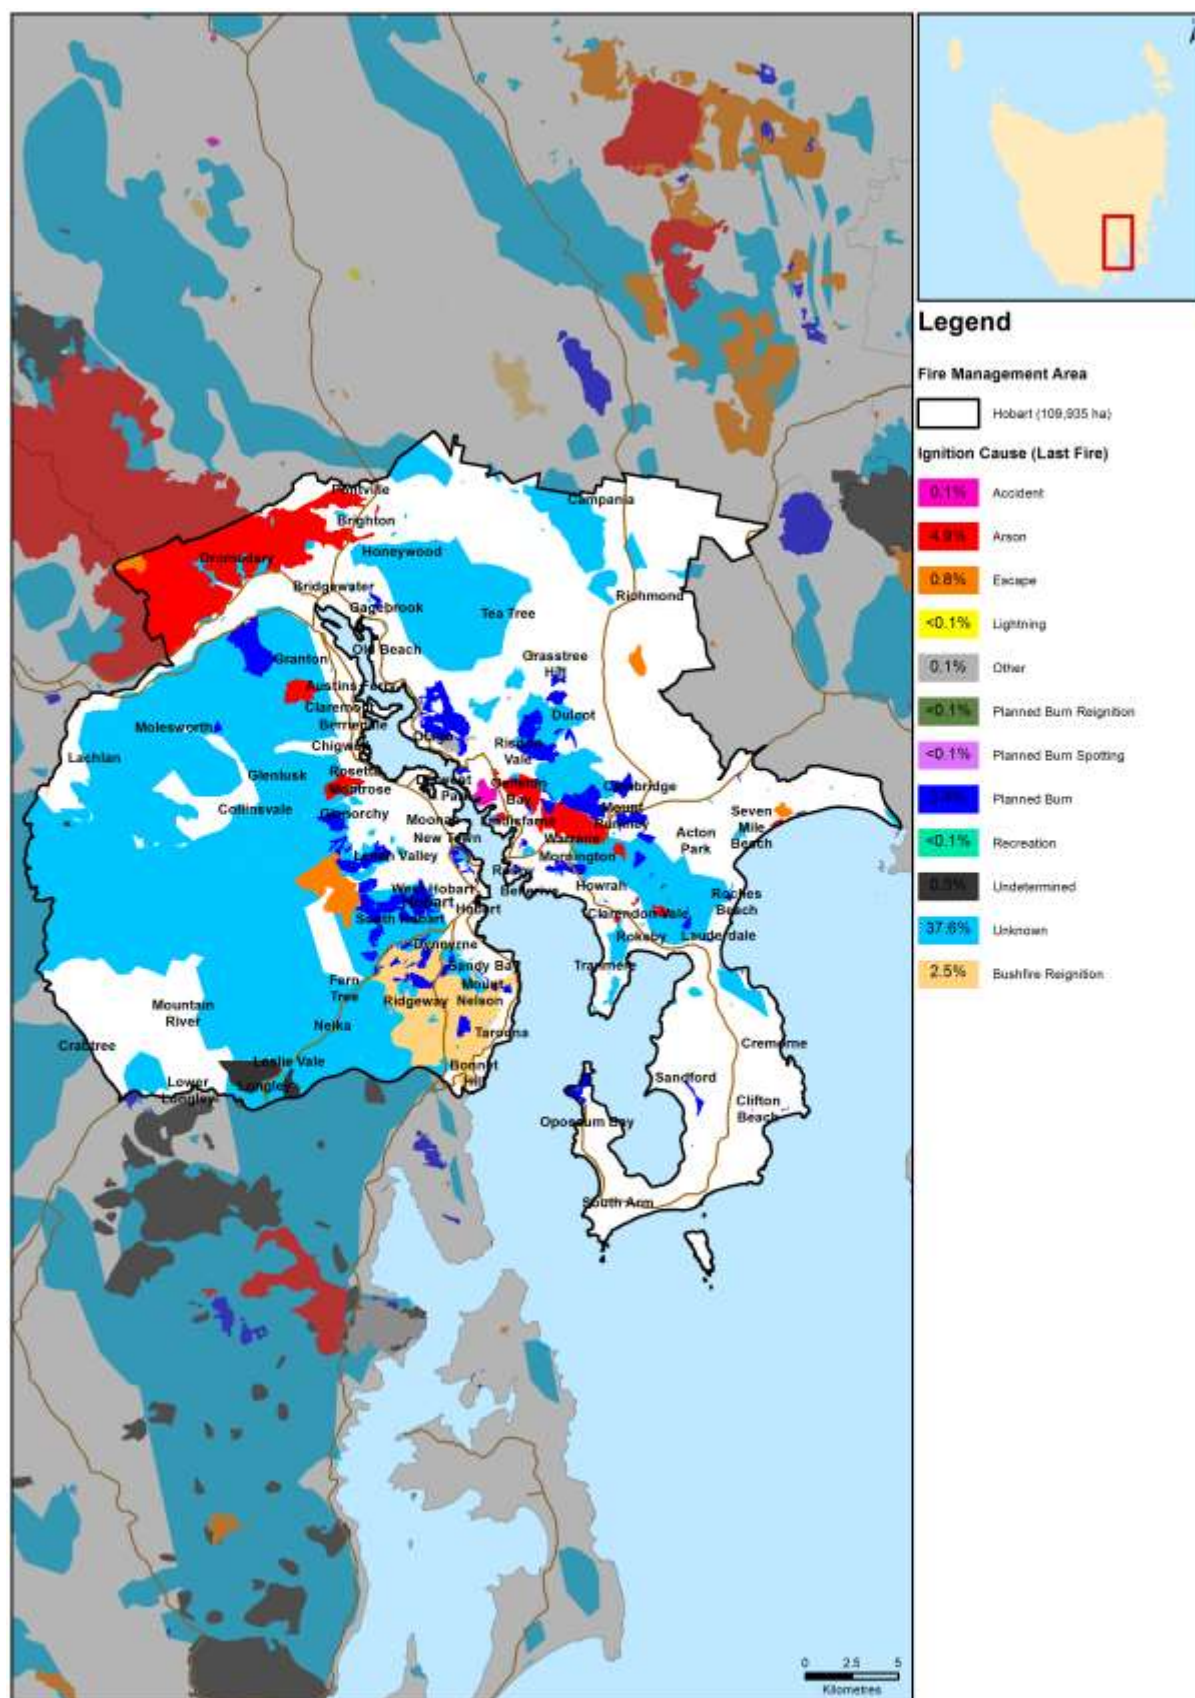 Legend
Fire Management Area
Hobart (109,935 ha)
Ignition Cause (Last Fire)
0.1% Accident
4.9% Arson
0.8% Escape
<0.1% Lightning
0.1% Other
<0.1% Planned Burn Reignition
<0.1% Planned Burn Spotting
Planned Burn
<0.1% Recreation
Undetermined
37.6% Unknown
2.5% Bushfire Reignition
Pontville
Campania
Brighton
Dromedary
Honeywood
Bridgewater
Richmond
Gagebrook
Tea Tree
Old Beach
Grasstree
Hill
Granton
Austins Ferry
Claremont
Dulcot
Molesworth
Berriedale
Otago
Chigwell
Risdon
Vale
Lachlan
Glenlusk
Rosetta
Montrose
Derwent
Park
Geilston
Bay
Cambridge
Mount
Rumney
Collinsvale
Glenorchy
Moonah
Lindisfarne
Seven
Mile
Beach
New Town
Warrane
Acton
Park
Lenah Valley
Mornington
Rosny
West Hobart
Bellerive
Howrah
Roches
Beach
Hobart
South Hobart
Clarendon Vale
Dynnyrne
Rokeby
Lauderdale
Sandy Bay
Tranmere
Fern
Tree
Mount
Nelson
Ridgeway
Mountain
River
Neika
Taroona
Crabtree
Cremorne
Leslie Vale
Bonnet
Hill
Lower
Longley
Longley
Sandford
Clifton
Beach
Opossum Bay
South Arm
0 2.5 5
Kilometres